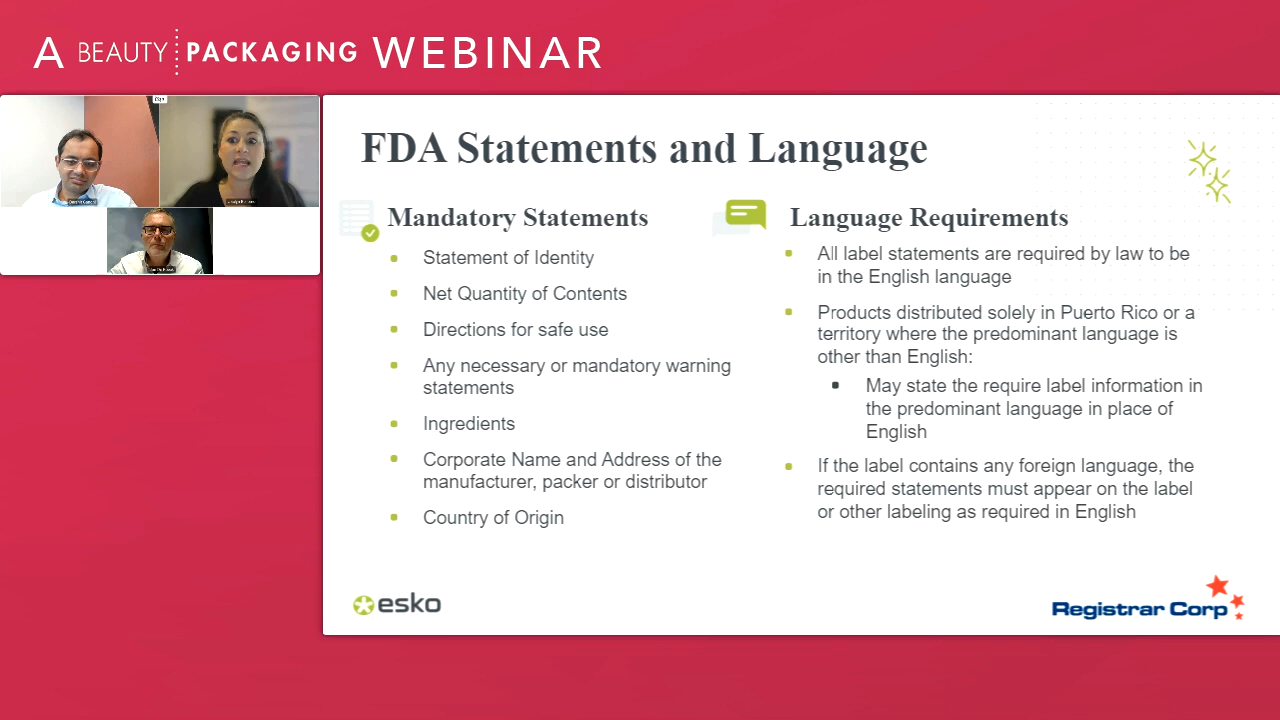 A BEAUTY PACKAGING WEBINAR
FDA Statements and Language
Mandatory Statements
Statement of Identity
Net Quantity of Contents
Directions for safe use
Any necessary or mandatory warning
statements
Ingredients
Corporate Name and Address of the
manufacturer, packer or distributor
Country of Origin
Language Requirements
All label statements are required by law to be
in the English language
Products distributed solely in Puerto Rico or a
territory where the predominant language is
other than English:
May state the require label information in
the predominant language in place of
English
If the label contains any foreign language, the
required statements must appear on the label
or other labeling as required in English
esko
Registrar Corp